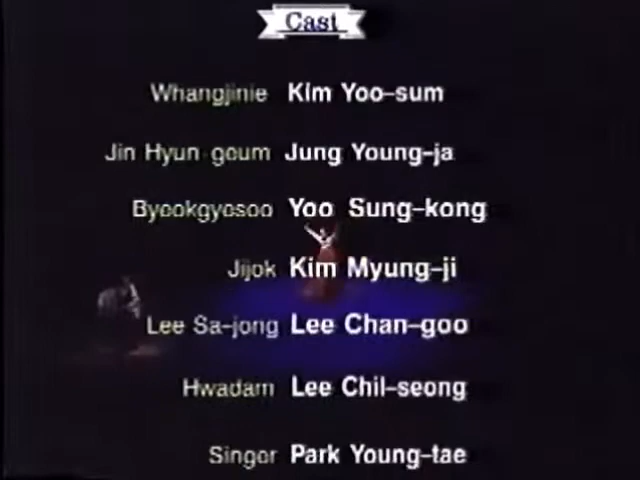 Cast
Whangjinie Kim Yoo-sum
Jin Hyun-goum Jung Young-ja
Byeokgyesoo Yoo Sung-kong
Jijok Kim Myung-ji
Lee Sa-jong Lee Chan-goo
Hwadam Lee Chil-seong
Singer Park Young-tae